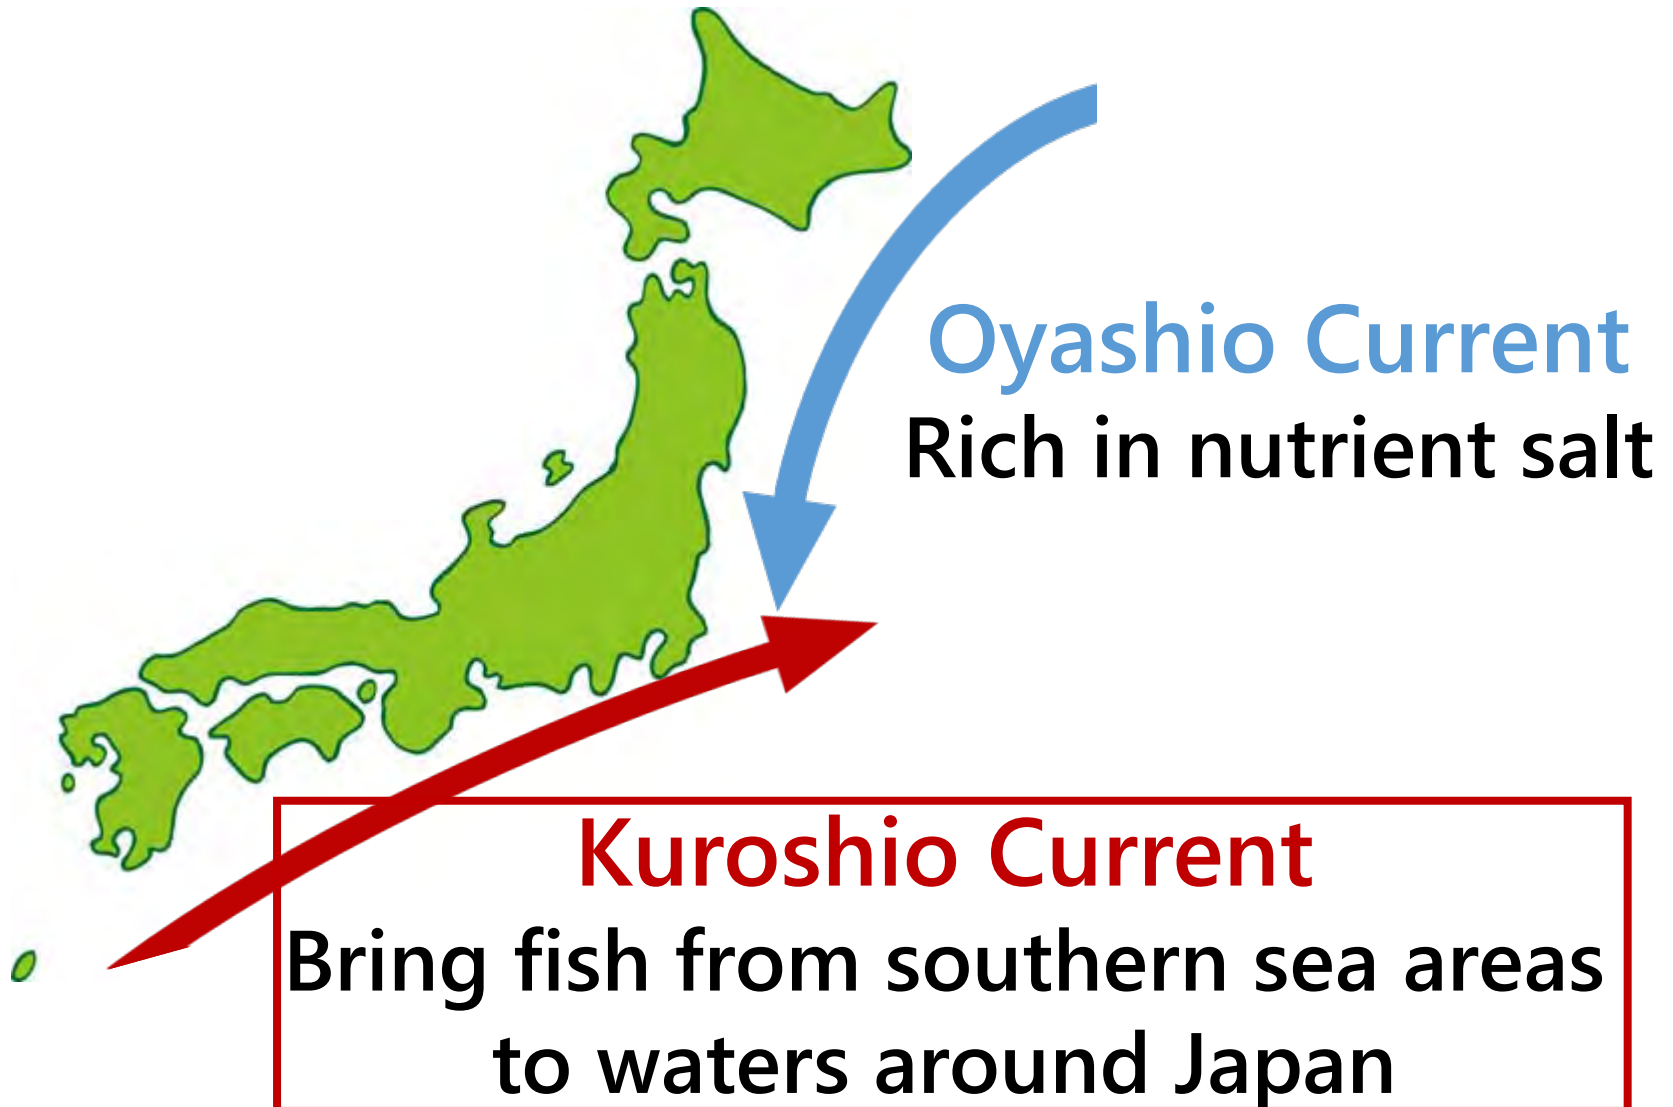 Oyashio Current
Rich in nutrient salt
Kuroshio Current
Bring fish from southern sea areas
to waters around Japan